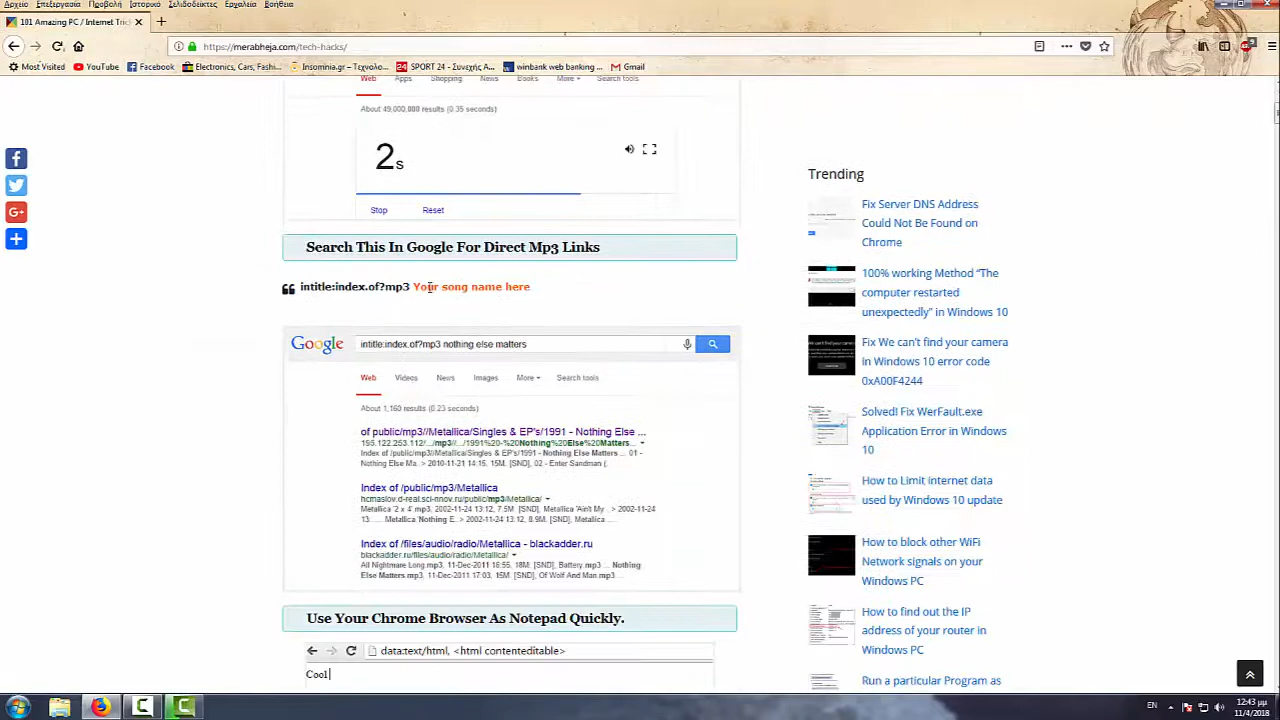 Αρχείο Επεξεργασία Προβολή Ιστορικό Σελιδοδείκτες Εργαλεία Βοήθεια
101 Amazing PC / Internet Tric
https://merabheja.com/tech-hacks/
Most Visited YouTube Facebook Electronics, Cars, Fash... Insomnia.gr - Τεχνολο... SPORT 24 - Συνεχής Α... winbank web banking ... Gmail
Web Apps Shopping News Books More Search tools
About 49,000,000 results (0.35 seconds)
2s
Stop Reset
Search This In Google For Direct Mp3 Links
intitle:index.of?mp3 Your song name here
Google intitle:index.of?mp3 nothing else matters
Web Videos News Images More Search tools
About 1,160 results (0.23 seconds)
of public/mp3//Metallica/Singles & EP's/1991 - Nothing Else ...
155.122.253.112/.../mp3//.../1991%20-%20Nothing%20Else%20Matters...
Index of /public/mp3//Metallica/Singles & EP's/1991 - Nothing Else Matters ... 01 -
Nothing Else Ma..> 2010-11-21 14:15, 15M. [SND], 02 - Enter Sandman (.
Index of /public/mp3/Metallica/
hcmaslov.d-real.sci-nnov.ru/public/mp3/Metallica/
Metallica 2 x 4.mp3, 2002-11-24 13:12, 7.5M. [SND], Metallica 'Ain't My ..> 2002-11-24
13 ... Metallica 'Nothing E..> 2002-11-24 13:12, 8.9M. [SND], Metallica ...
Index of /files/audio/radio/Metallica/ - blackadder.ru
blackadder.ru/files/audio/radio/Metallica/
All Nightmare Long.mp3, 11-Dec-2011 16:55, 18M. [SND], Battery.mp3 ... Nothing
Else Matters.mp3, 11-Dec-2011 17:03, 15M. [SND], Of Wolf And Man.mp3 ...
Use Your Chrome Browser As Notepad Quickly.
text/html, <html contenteditable>
Cool
Trending
Fix Server DNS Address
Could Not Be Found on
Chrome
100% working Method “The
computer restarted
unexpectedly” in Windows 10
Fix We can’t find your camera
in Windows 10 error code
0xA00F4244
Solved! Fix WerFault.exe
Application Error in Windows
10
How to Limit internet data
used by Windows 10 update
How to block other WiFi
Network signals on your
Windows PC
How to find out the IP
address of your router in
Windows PC
Run a particular Program as
EN 12:43 μμ
11/4/2018